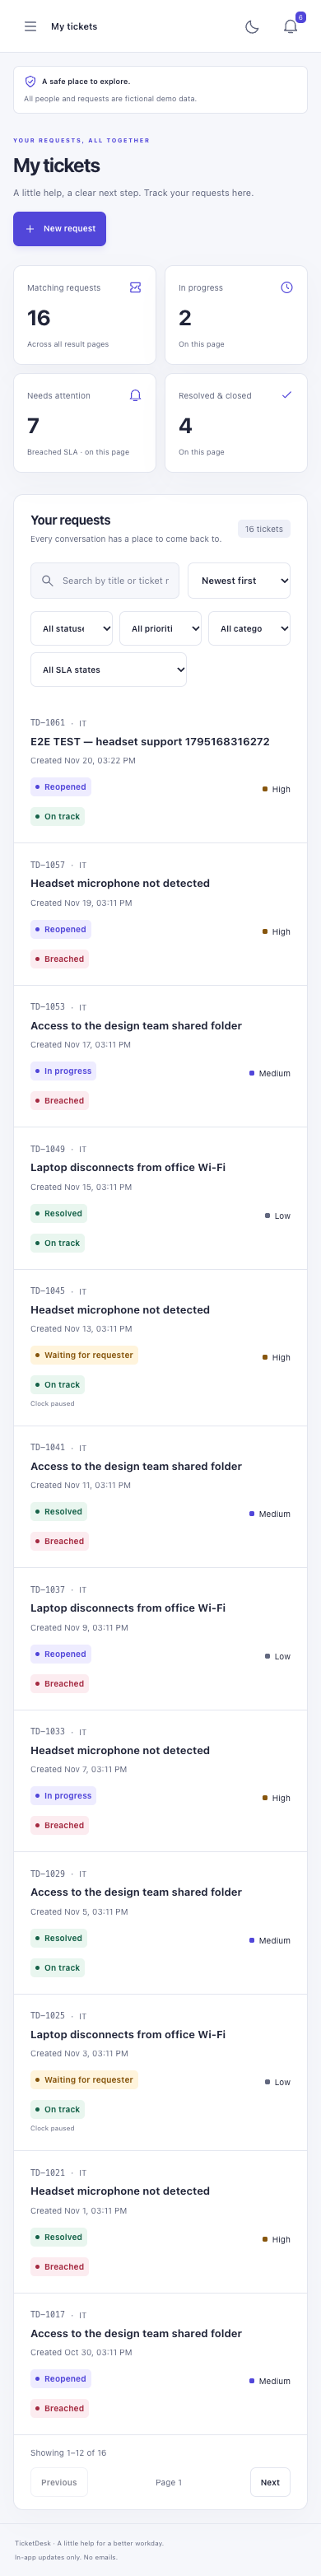 My tickets
6
A safe place to explore.
All people and requests are fictional demo data.
YOUR REQUESTS, ALL TOGETHER
My tickets
A little help, a clear next step. Track your requests here.
+ New request
Matching requests
16
Across all result pages
In progress
2
On this page
Needs attention
7
Breached SLA · on this page
Resolved & closed
4
On this page
Your requests
Every conversation has a place to come back to.
16 tickets
Search by title or ticket r
Newest first
All statuse
All prioriti
All catego
All SLA states
TD-1061 · IT
E2E TEST — headset support 1795168316272
Created Nov 20, 03:22 PM
Reopened
High
On track
TD-1057 · IT
Headset microphone not detected
Created Nov 19, 03:11 PM
Reopened
High
Breached
TD-1053 · IT
Access to the design team shared folder
Created Nov 17, 03:11 PM
In progress
Medium
Breached
TD-1049 · IT
Laptop disconnects from office Wi-Fi
Created Nov 15, 03:11 PM
Resolved
Low
On track
TD-1045 · IT
Headset microphone not detected
Created Nov 13, 03:11 PM
Waiting for requester
High
On track
Clock paused
TD-1041 · IT
Access to the design team shared folder
Created Nov 11, 03:11 PM
Resolved
Medium
Breached
TD-1037 · IT
Laptop disconnects from office Wi-Fi
Created Nov 9, 03:11 PM
Reopened
Low
Breached
TD-1033 · IT
Headset microphone not detected
Created Nov 7, 03:11 PM
In progress
High
Breached
TD-1029 · IT
Access to the design team shared folder
Created Nov 5, 03:11 PM
Resolved
Medium
On track
TD-1025 · IT
Laptop disconnects from office Wi-Fi
Created Nov 3, 03:11 PM
Waiting for requester
Low
On track
Clock paused
TD-1021 · IT
Headset microphone not detected
Created Nov 1, 03:11 PM
Resolved
High
Breached
TD-1017 · IT
Access to the design team shared folder
Created Oct 30, 03:11 PM
Reopened
Medium
Breached
Showing 1–12 of 16
Previous
Page 1
Next
TicketDesk · A little help for a better workday.
In-app updates only. No emails.